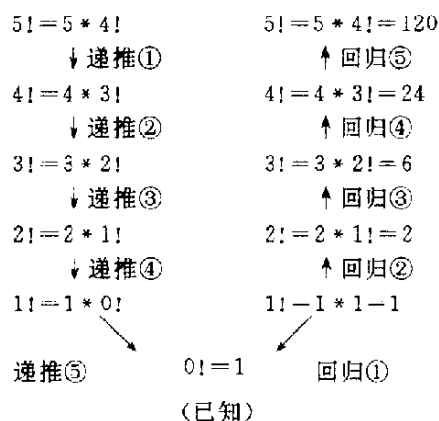 5!=5*4! 5!=5*4!=120
↓递推① ↑回归⑤
4!=4*3! 4!=4*3!=24
↓递推② ↑回归④
3!=3*2! 3!=3*2!=6
↓递推③ ↑回归③
2!=2*1! 2!=2*1!=2
↓递推④ ↑回归②
1!=1*0! 1!=1*1=1
递推⑤ 0!=1 回归①
(已知)